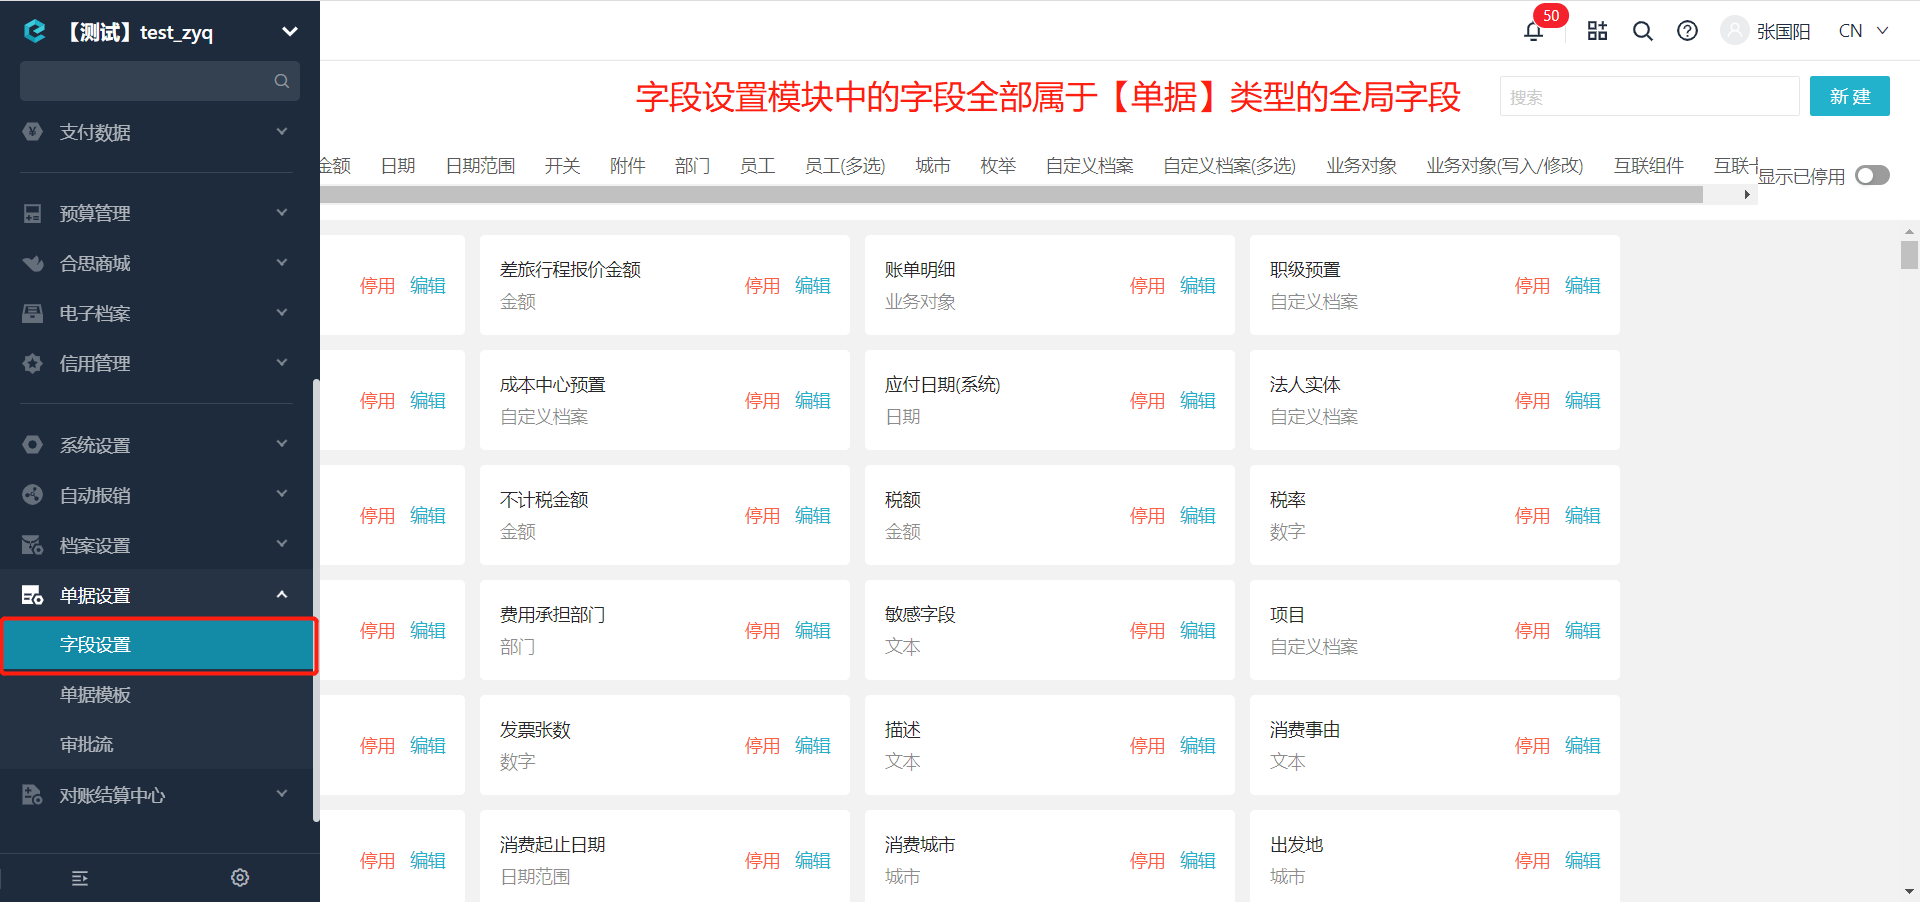 【测试】test_zyq
50
张国阳
CN
字段设置模块中的字段全部属于【单据】类型的全局字段
搜索
新建
支付数据
金额 日期 日期范围 开关 附件 部门 员工 员工(多选) 城市 枚举 自定义档案 自定义档案(多选) 业务对象 业务对象(写入/修改) 互联组件
显示已停用
预算管理
合思商城
电子档案
信用管理
系统设置
自动报销
档案设置
单据设置
字段设置
单据模板
审批流
对账结算中心
停用 编辑
差旅行程报价金额
金额
停用 编辑
账单明细
业务对象
停用 编辑
职级预置
自定义档案
停用 编辑
停用 编辑
成本中心预置
自定义档案
停用 编辑
应付日期(系统)
日期
停用 编辑
法人实体
自定义档案
停用 编辑
停用 编辑
不计税金额
金额
停用 编辑
税额
金额
停用 编辑
税率
数字
停用 编辑
停用 编辑
费用承担部门
部门
停用 编辑
敏感字段
文本
停用 编辑
项目
自定义档案
停用 编辑
停用 编辑
发票张数
数字
停用 编辑
描述
文本
停用 编辑
消费事由
文本
停用 编辑
停用 编辑
消费起止日期
日期范围
停用 编辑
消费城市
城市
停用 编辑
出发地
城市
停用 编辑